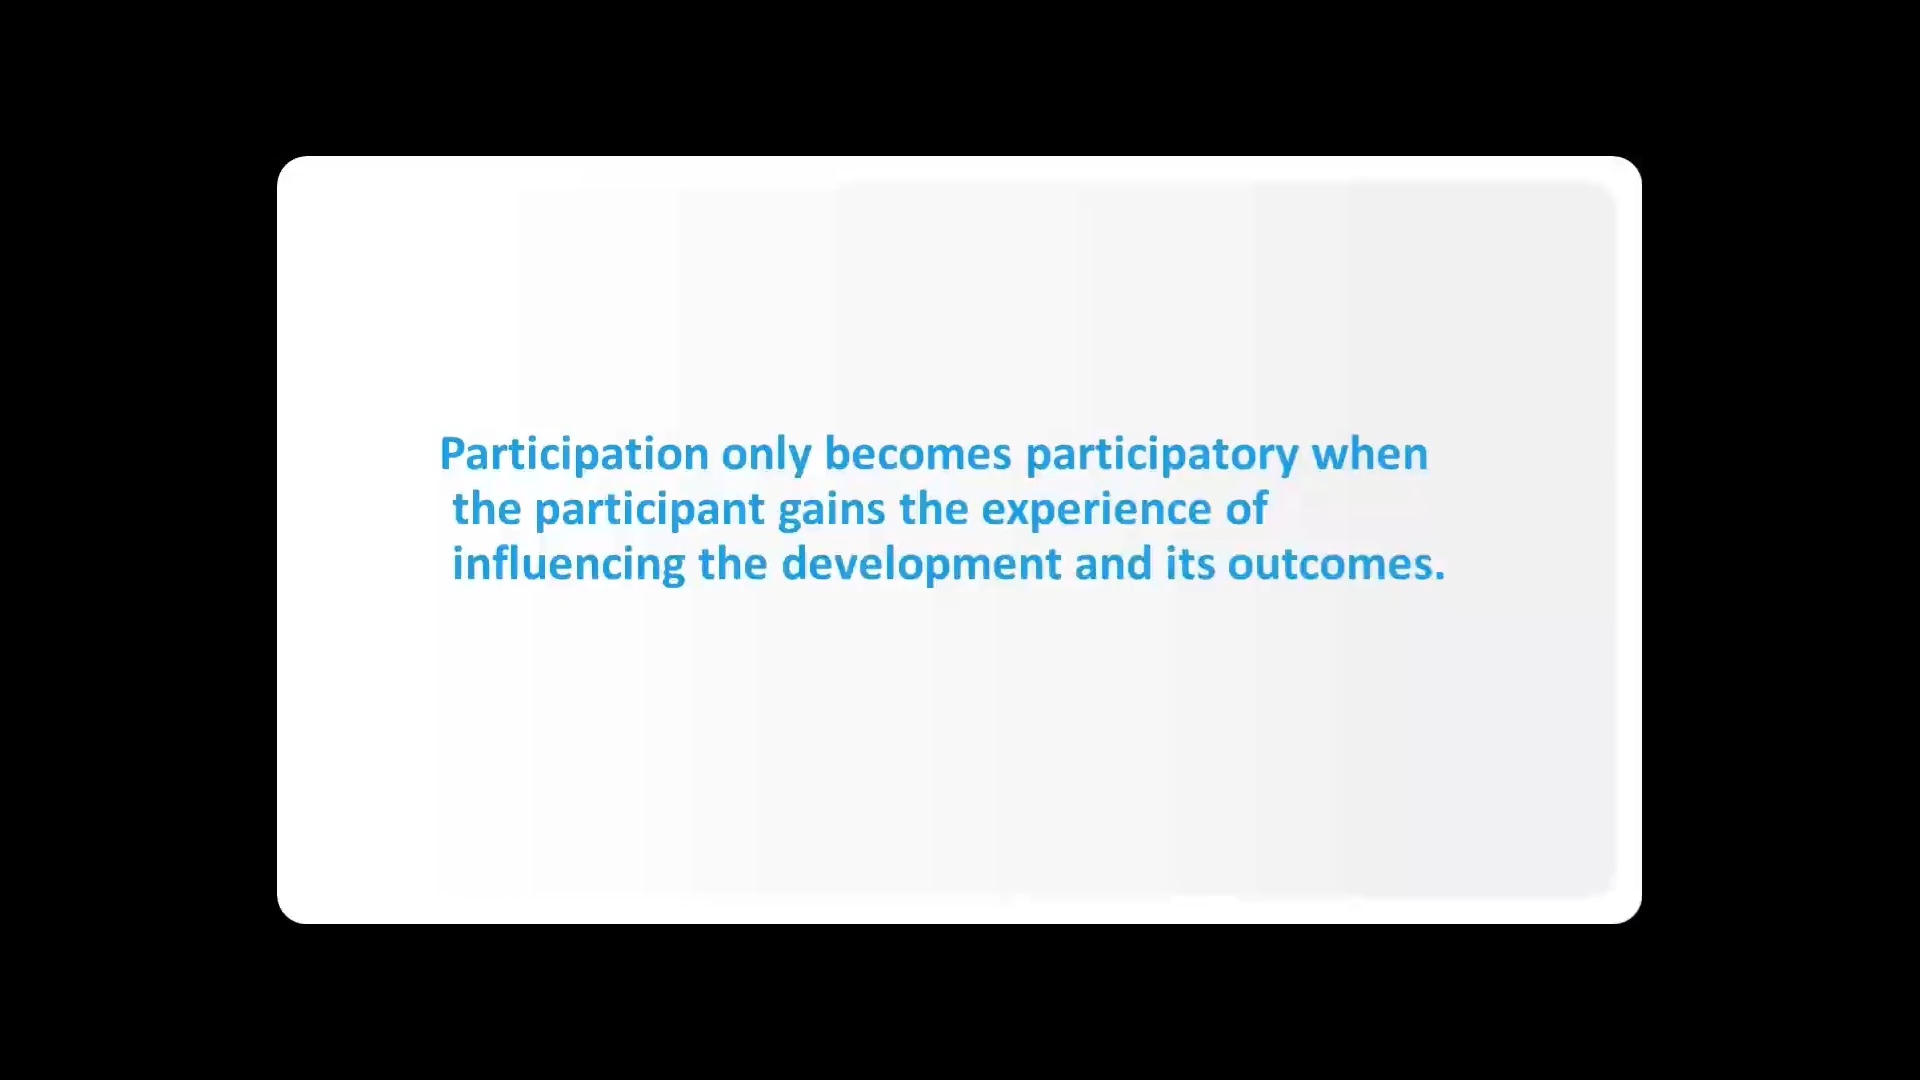 Participation only becomes participatory when
the participant gains the experience of
influencing the development and its outcomes.